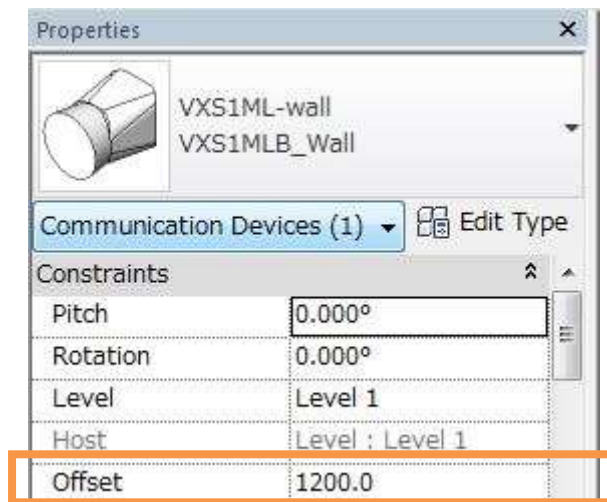 Properties
VXS1ML-wall
VXS1MLB_Wall
Communication Devices (1) Edit Type
Constraints
Pitch 0.000°
Rotation 0.000°
Level Level 1
Host Level : Level 1
Offset 1200.0